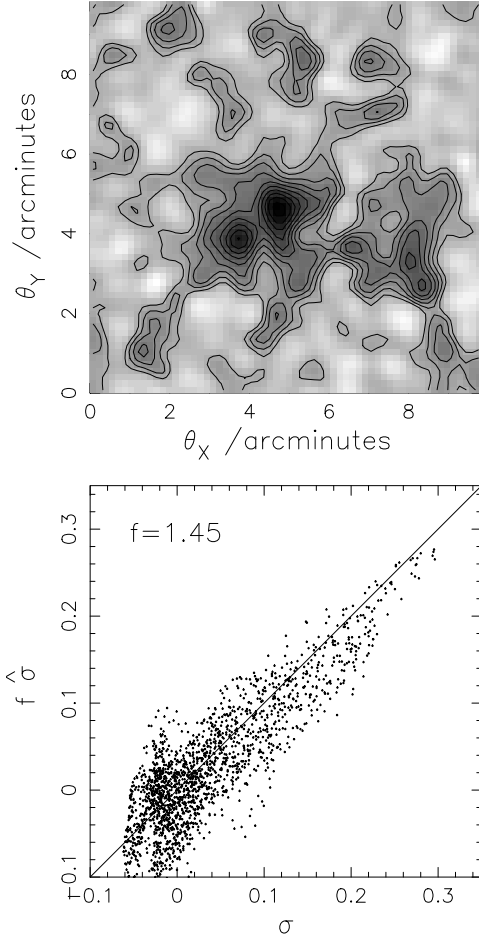 8
6
4
2
0
θY /arcminutes
0 2 4 6 8
θX /arcminutes
f=1.45
0.3
0.2
0.1
0
-0.1
f σ̂
-0.1 0 0.1 0.2 0.3
σ